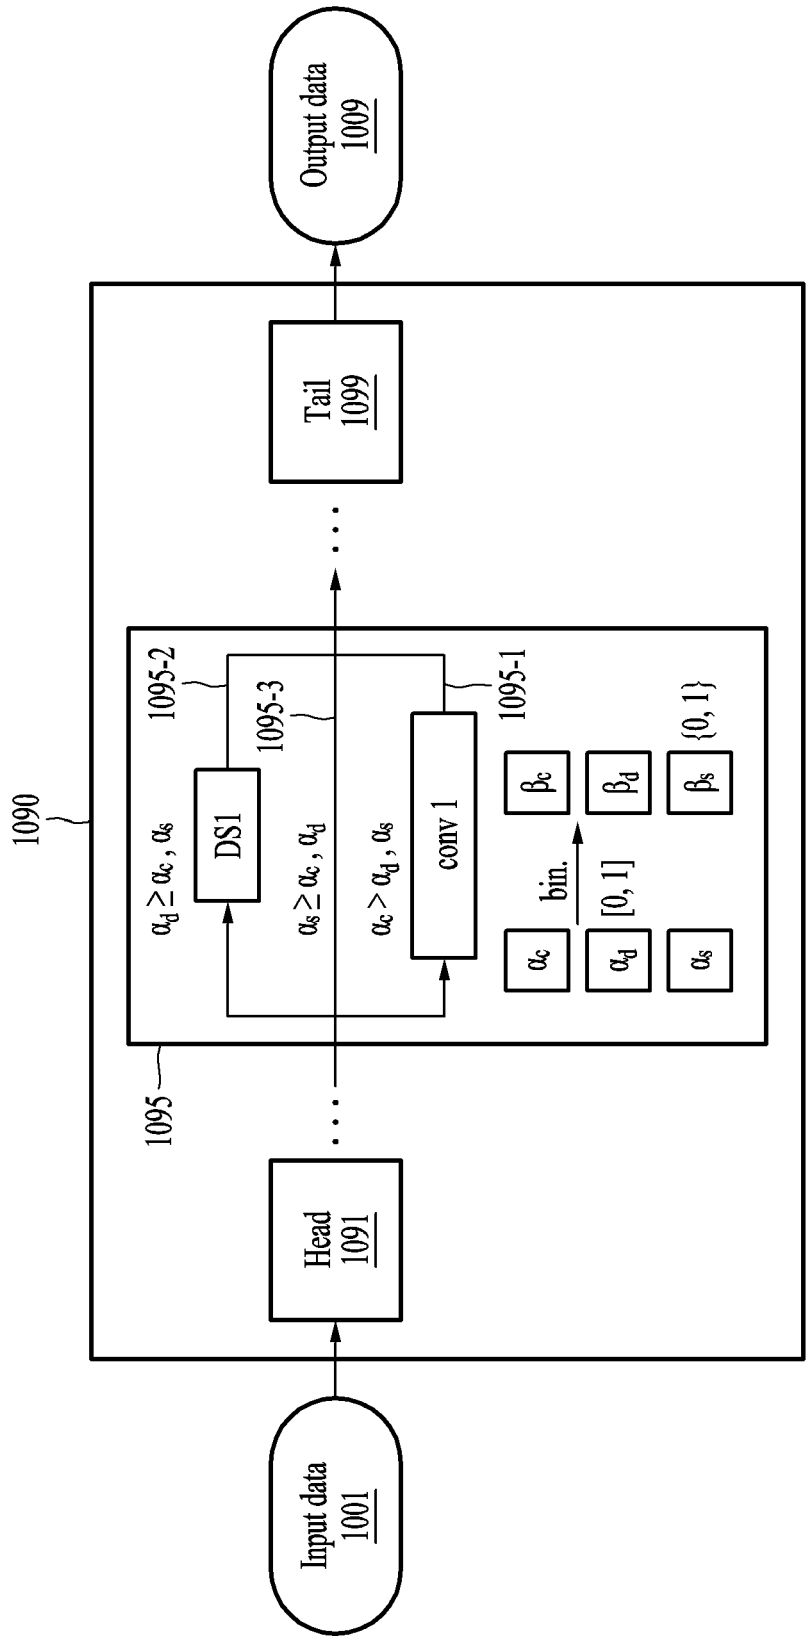 1090
Input data
1001
Head
1091
· · ·
1095
α_d ≥ α_c , α_s
DS1
1095-2
1095-3
α_s ≥ α_c , α_d
α_c > α_d , α_s
conv 1
1095-1
α_c
bin.
β_c
α_d
[0, 1]
β_d
α_s
β_s
{0, 1}
· · ·
Tail
1099
Output data
1009